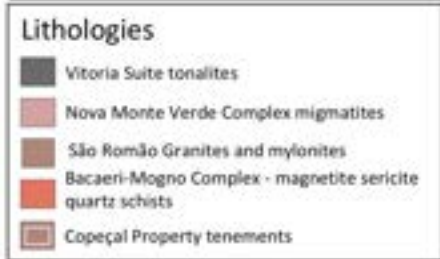 Lithologies
Vitoria Suite tonalites
Nova Monte Verde Complex migmatites
São Romão Granites and mylonites
Bacaeri-Mogno Complex - magnetite sericite
quartz schists
Copeçal Property tenements